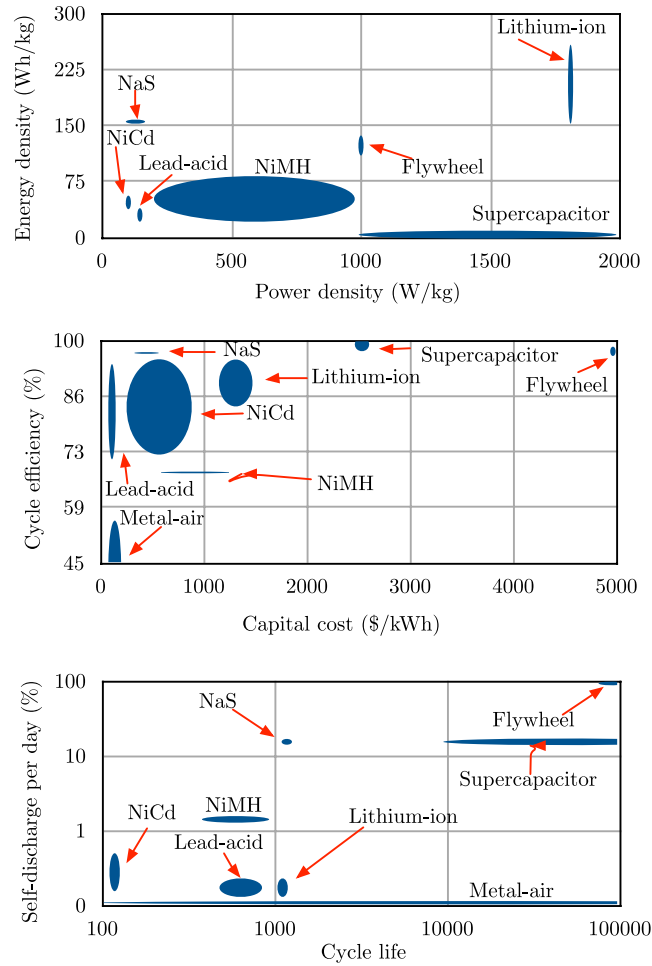 300
225
150
75
0
Energy density (Wh/kg)
Lithium-ion
NaS
NiCd
Lead-acid
NiMH
Flywheel
Supercapacitor
0
500
1000
1500
2000
Power density (W/kg)
100
86
73
59
45
Cycle efficiency (%)
NaS
Supercapacitor
Lithium-ion
Flywheel
NiCd
Lead-acid
NiMH
Metal-air
0
1000
2000
3000
4000
5000
Capital cost ($/kWh)
100
10
1
0
Self-discharge per day (%)
NaS
Flywheel
Supercapacitor
NiCd
NiMH
Lithium-ion
Lead-acid
Metal-air
100
1000
10000
100000
Cycle life